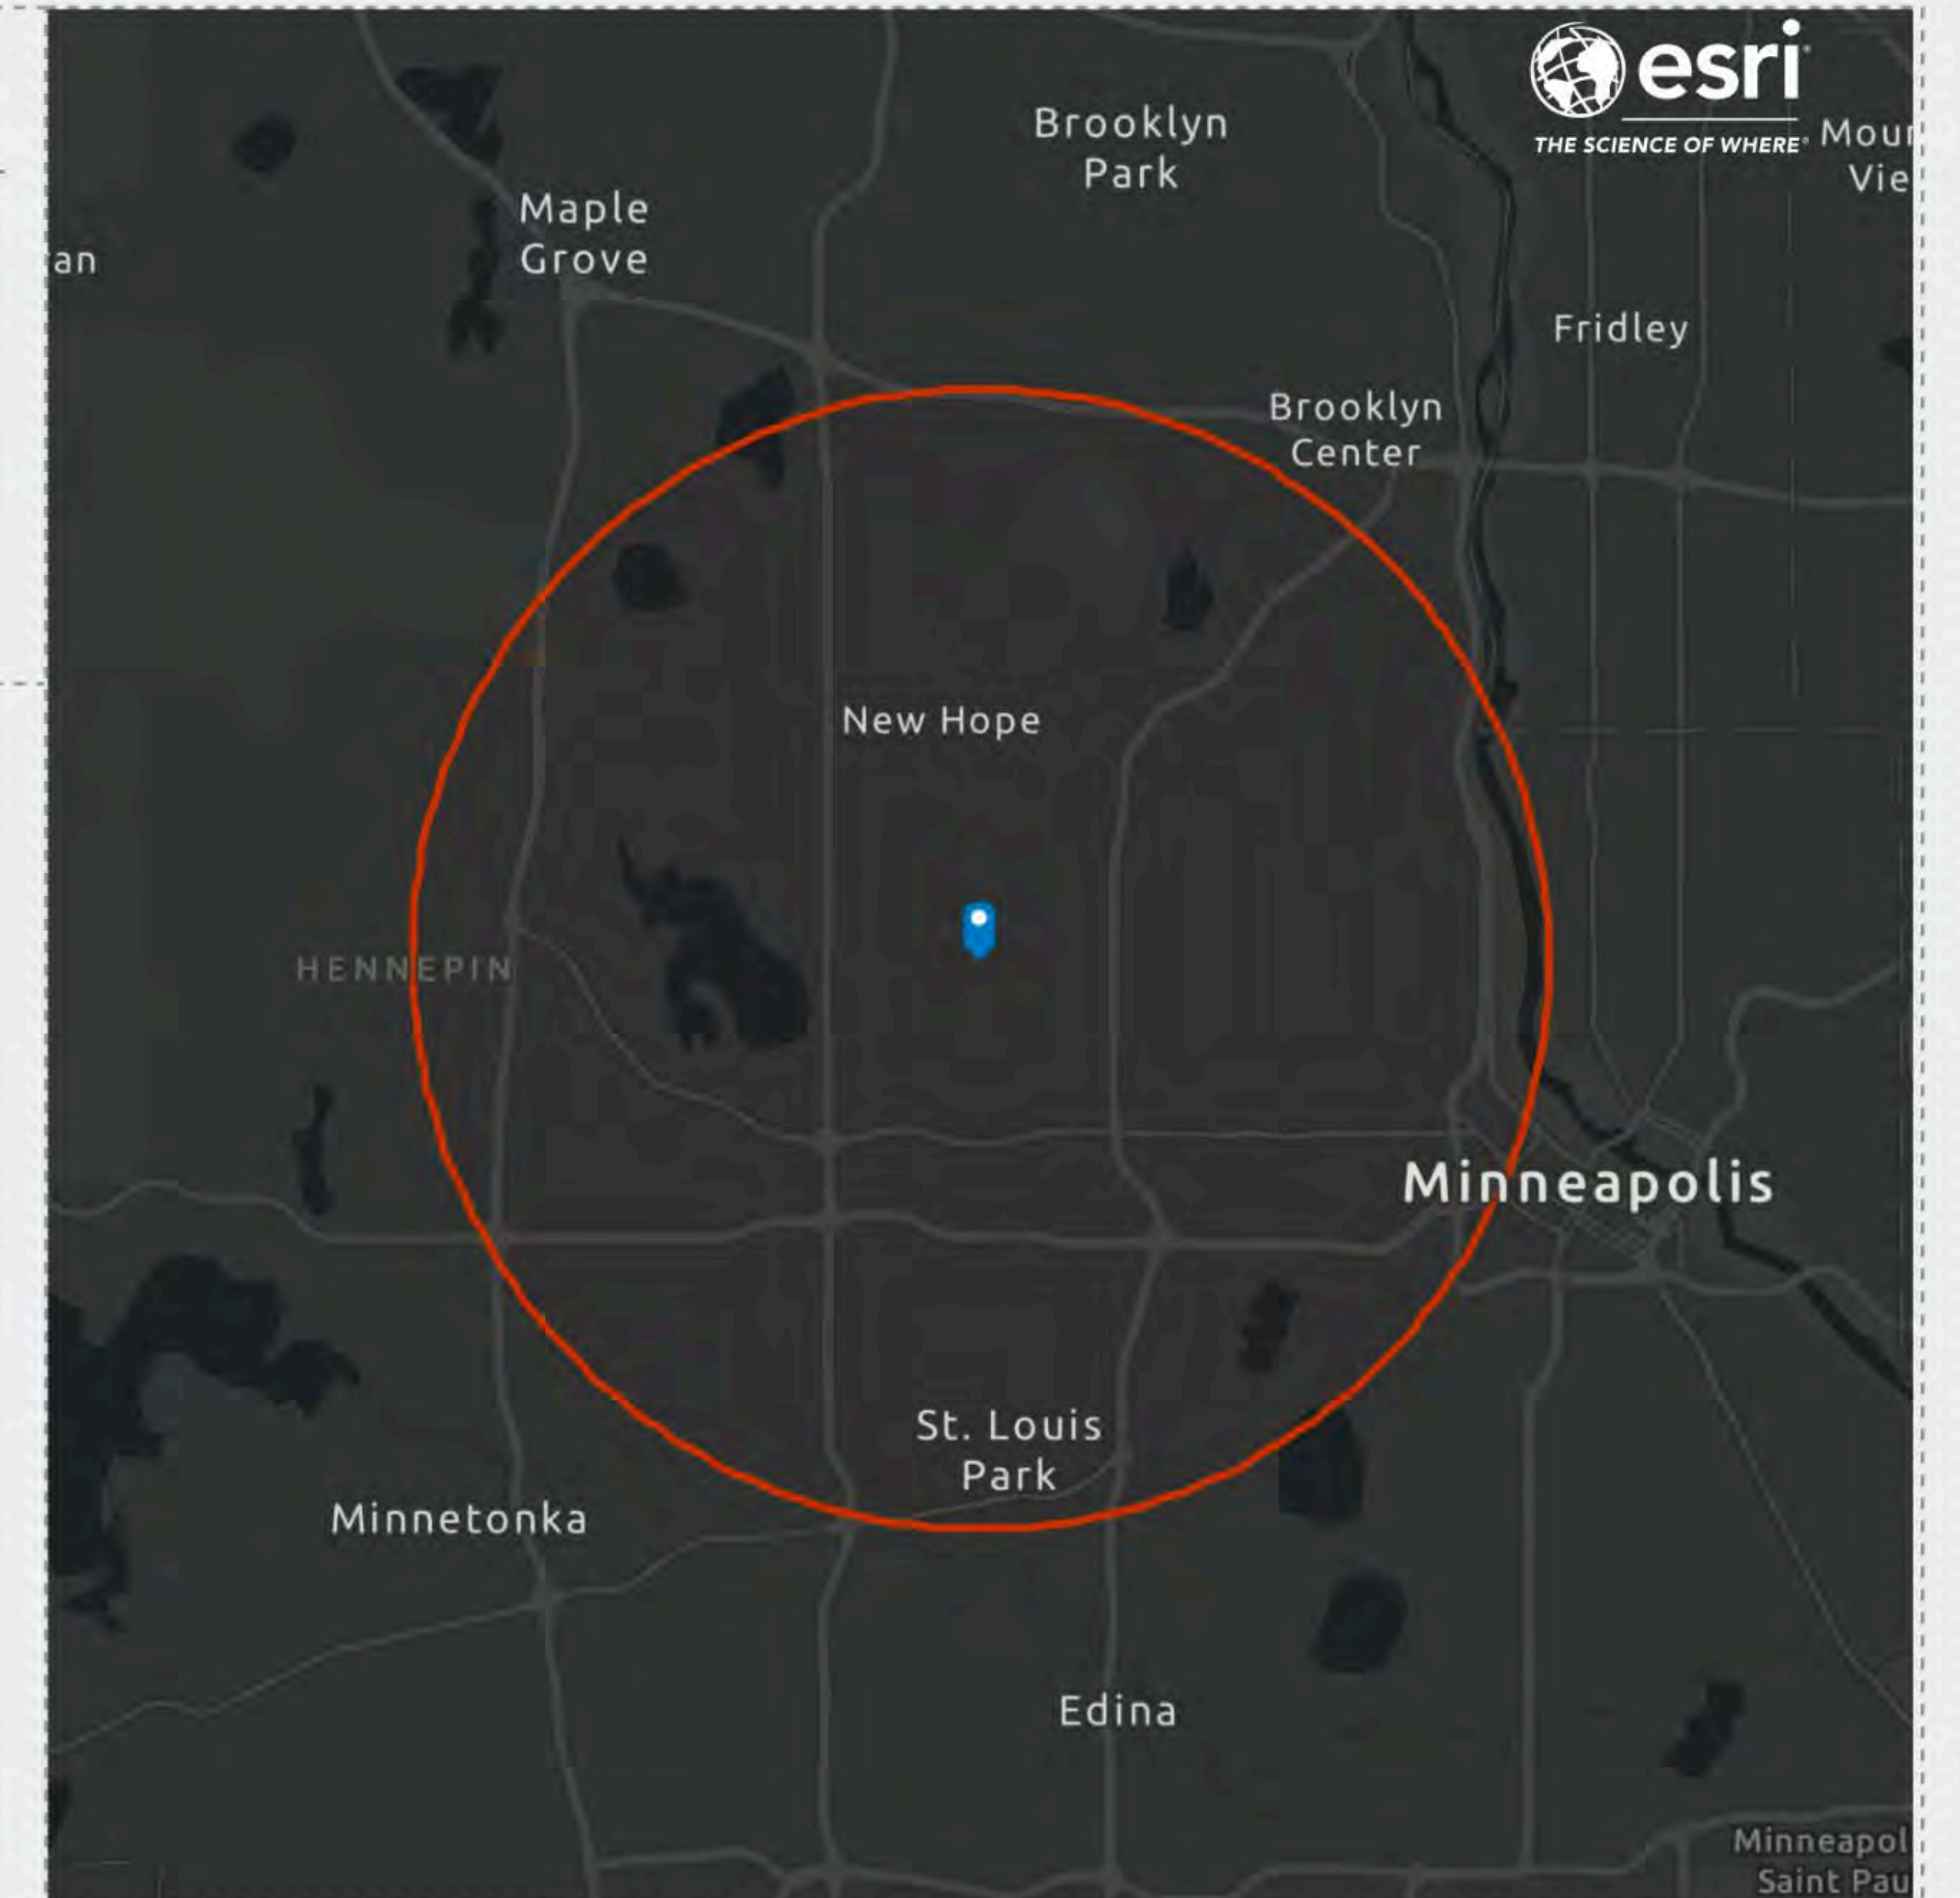 esri
THE SCIENCE OF WHERE®
Brooklyn
Park
Maple
Grove
Fridley
Brooklyn
Center
New Hope
HENNEPIN
Minneapolis
St. Louis
Park
Minnetonka
Edina